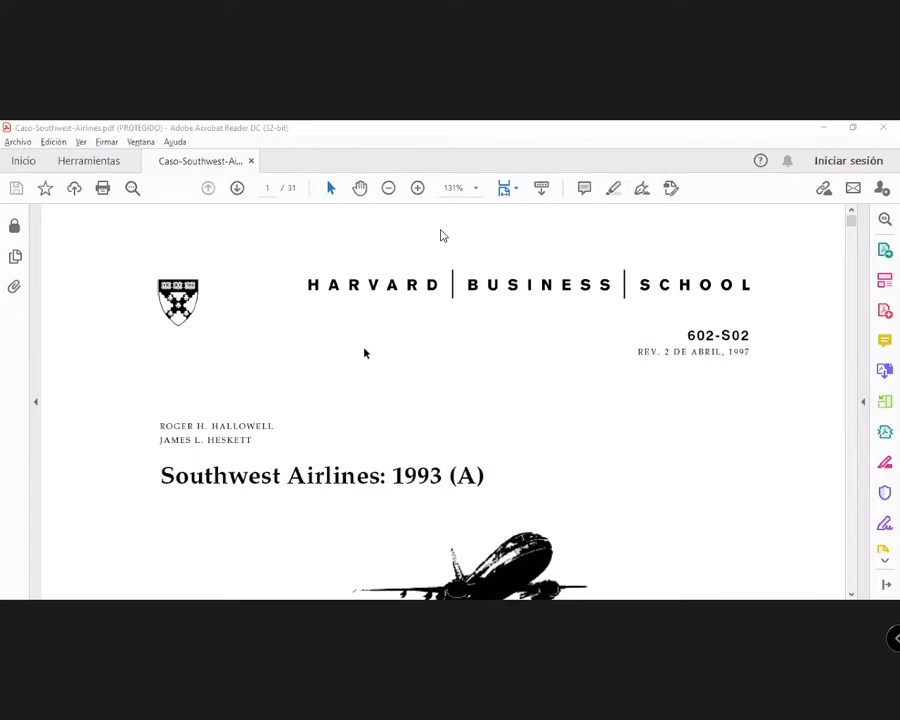 Caso-Southwest-Airlines.pdf (PROTEGIDO) - Adobe Acrobat Reader DC (32-bit)
Archivo Edición Ver Firmar Ventana Ayuda
Inicio Herramientas Caso-Southwest-Ai... × Iniciar sesión
1 / 31 131%
HARVARD | BUSINESS | SCHOOL
602-S02
REV. 2 DE ABRIL, 1997
ROGER H. HALLOWELL
JAMES L. HESKETT
Southwest Airlines: 1993 (A)